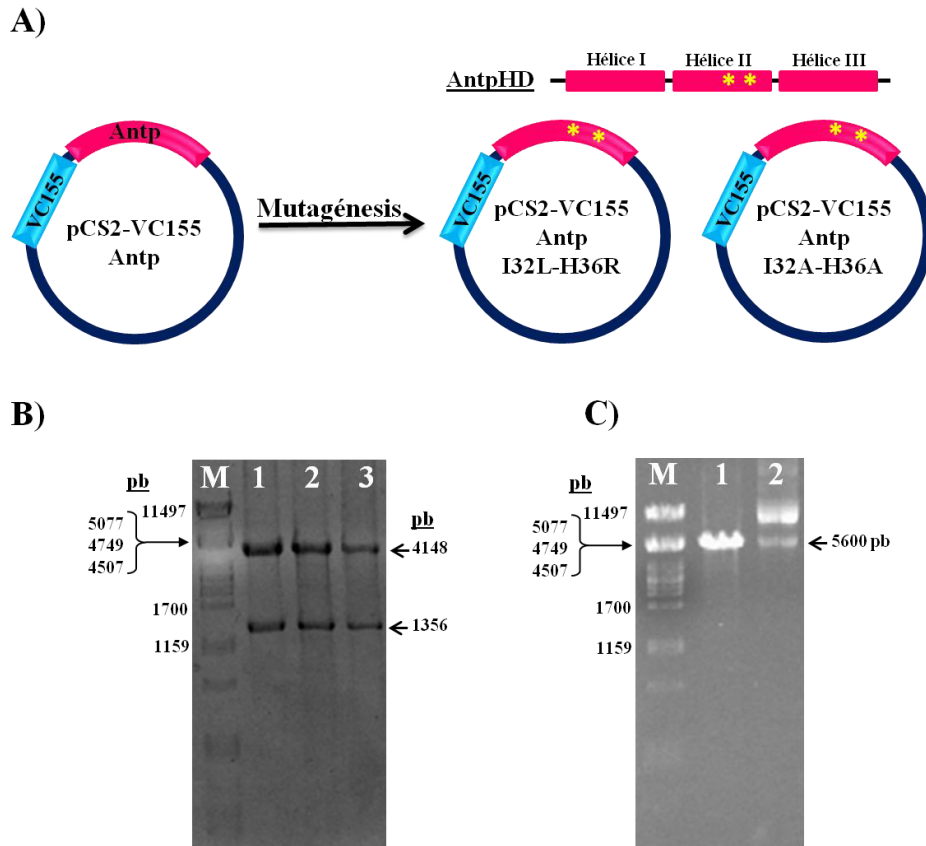 A)
Hélice I
Hélice II
Hélice III
AntpHD
* *
Antp
VC155
pCS2-VC155
Antp
Mutagénesis
* *
VC155
pCS2-VC155
Antp
I32L-H36R
* *
VC155
pCS2-VC155
Antp
I32A-H36A
B)
pb
M 1 2 3
11497
5077
4749
4507
1700
1159
pb
4148
1356
C)
pb
M 1 2
11497
5077
4749
4507
1700
1159
5600 pb